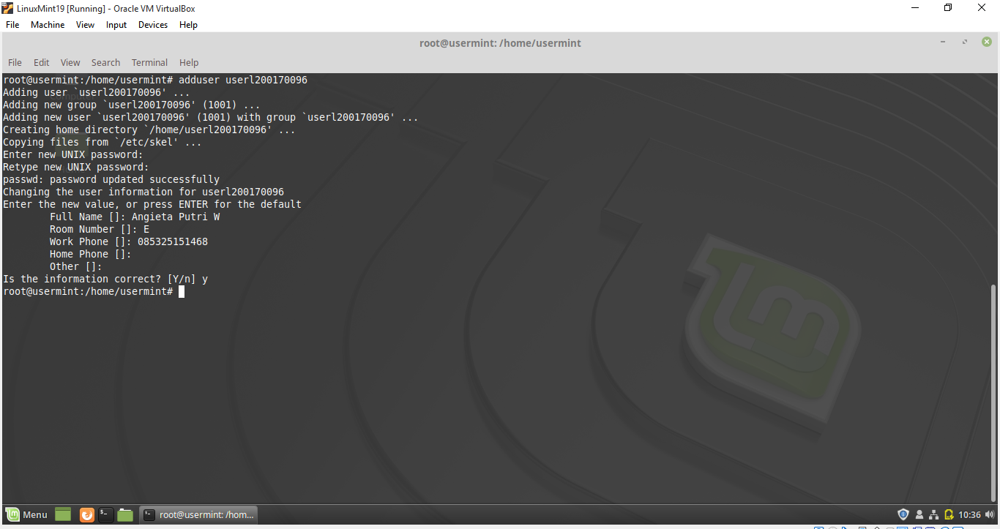 LinuxMint19 [Running] - Oracle VM VirtualBox
File Machine View Input Devices Help
root@usermint: /home/usermint
File Edit View Search Terminal Help
root@usermint:/home/usermint# adduser userl200170096
Adding user `userl200170096' ...
Adding new group `userl200170096' (1001) ...
Adding new user `userl200170096' (1001) with group `userl200170096' ...
Creating home directory `/home/userl200170096' ...
Copying files from `/etc/skel' ...
Enter new UNIX password:
Retype new UNIX password:
passwd: password updated successfully
Changing the user information for userl200170096
Enter the new value, or press ENTER for the default
Full Name []: Angieta Putri W
Room Number []: E
Work Phone []: 085325151468
Home Phone []:
Other []:
Is the information correct? [Y/n] y
root@usermint:/home/usermint#
Menu root@usermint: /hom... 10:36